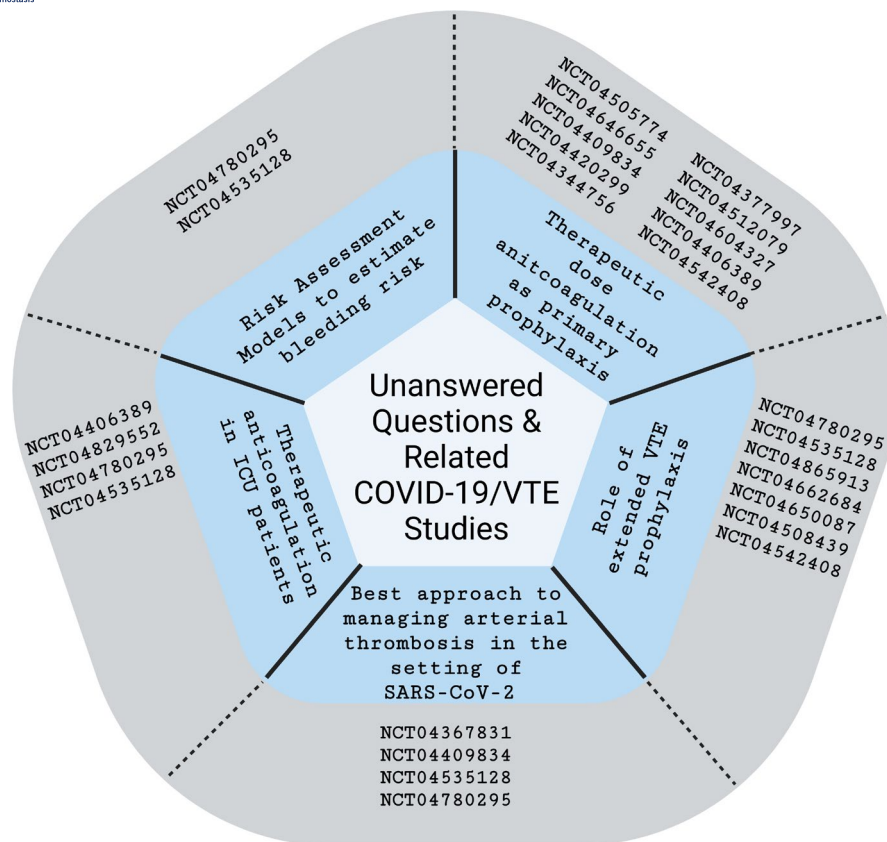 mostasis
Unanswered
Questions &
Related
COVID-19/VTE
Studies
Therapeutic
dose
anitcoagulation
as primary
prophylaxis
NCT04505774
NCT04646655
NCT04409834
NCT04420299
NCT04344756
NCT04377997
NCT04512079
NCT04604327
NCT04406389
NCT04542408
Role of
extended VTE
prophylaxis
NCT04780295
NCT04535128
NCT04865913
NCT04662684
NCT04650087
NCT04508439
NCT04542408
Best approach to
managing arterial
thrombosis in the
setting of
SARS-CoV-2
NCT04367831
NCT04409834
NCT04535128
NCT04780295
Therapeutic
anticoagulation
in ICU patients
NCT04406389
NCT04829552
NCT04780295
NCT04535128
Risk Assessment
Models to estimate
bleeding risk
NCT04780295
NCT04535128